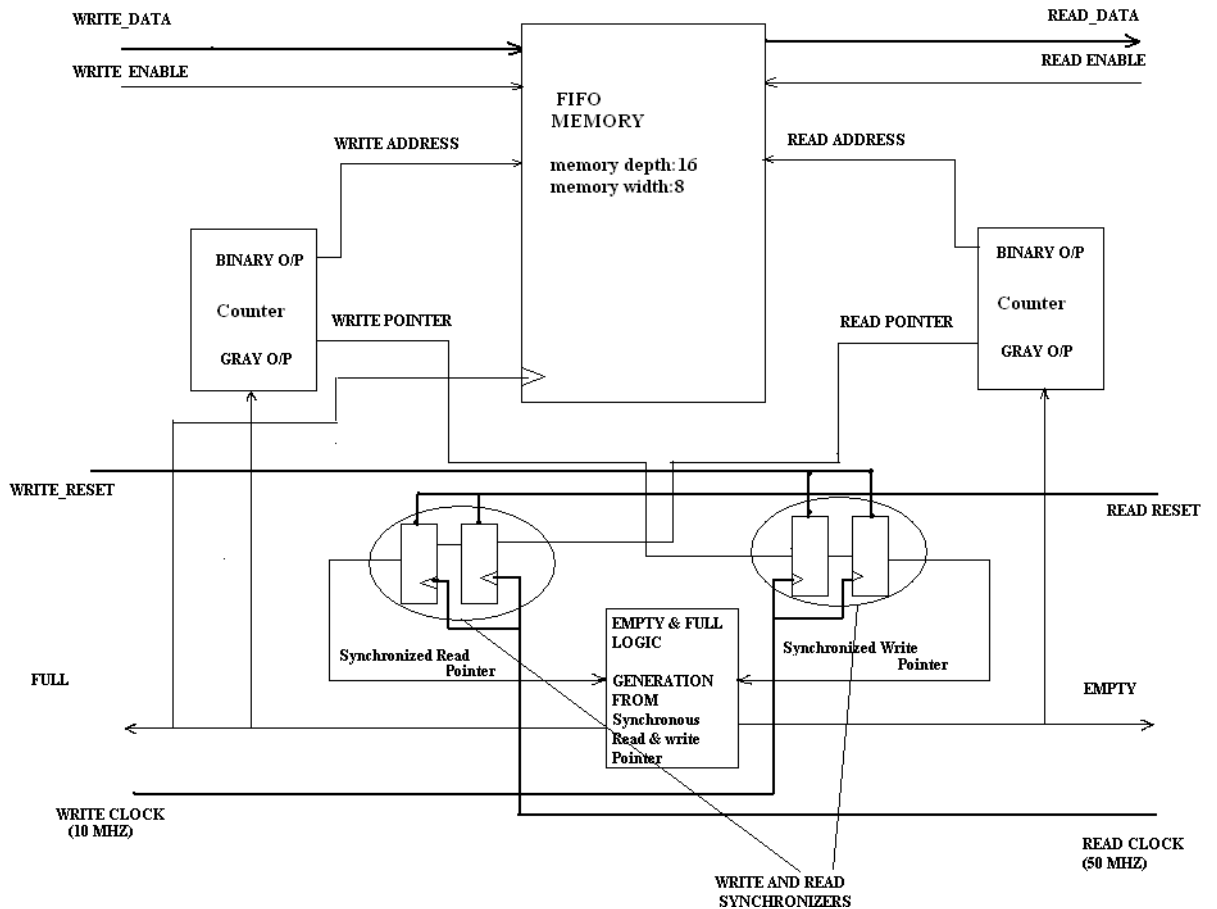 WRITE_DATA
READ_DATA
WRITE ENABLE
READ ENABLE
FIFO
MEMORY
memory depth:16
memory width:8
WRITE ADDRESS
READ ADDRESS
BINARY O/P
Counter
GRAY O/P
WRITE POINTER
READ POINTER
BINARY O/P
Counter
GRAY O/P
WRITE_RESET
READ RESET
EMPTY & FULL
LOGIC
GENERATION
FROM
Synchronous
Read & write
Pointer
Synchronized Read
Pointer
Synchronized Write
Pointer
FULL
EMPTY
WRITE CLOCK
(10 MHZ)
READ CLOCK
(50 MHZ)
WRITE AND READ
SYNCHRONIZERS